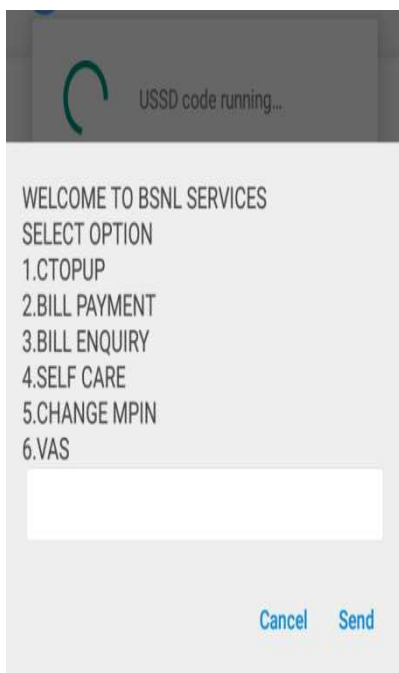 USSD code running...
WELCOME TO BSNL SERVICES
SELECT OPTION
1.CTOPUP
2.BILL PAYMENT
3.BILL ENQUIRY
4.SELF CARE
5.CHANGE MPIN
6.VAS
Cancel Send